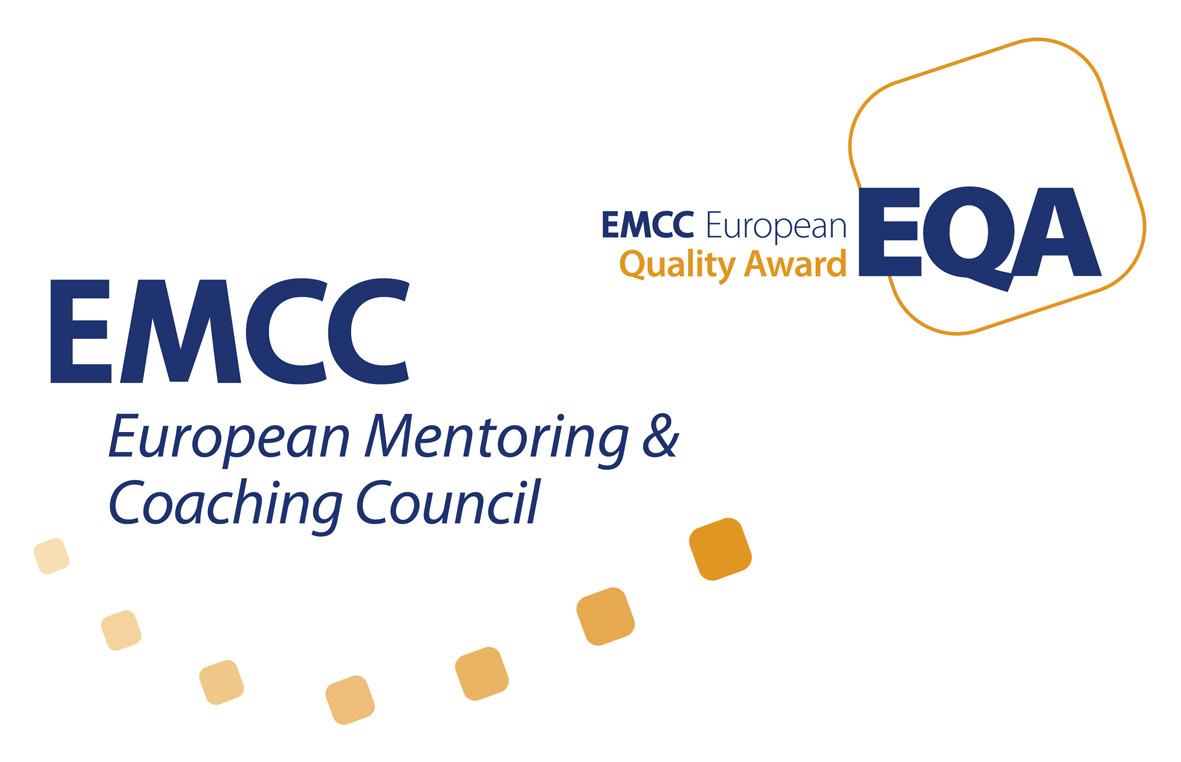 EMCC European
Quality Award
EQA
EMCC
European Mentoring &
Coaching Council